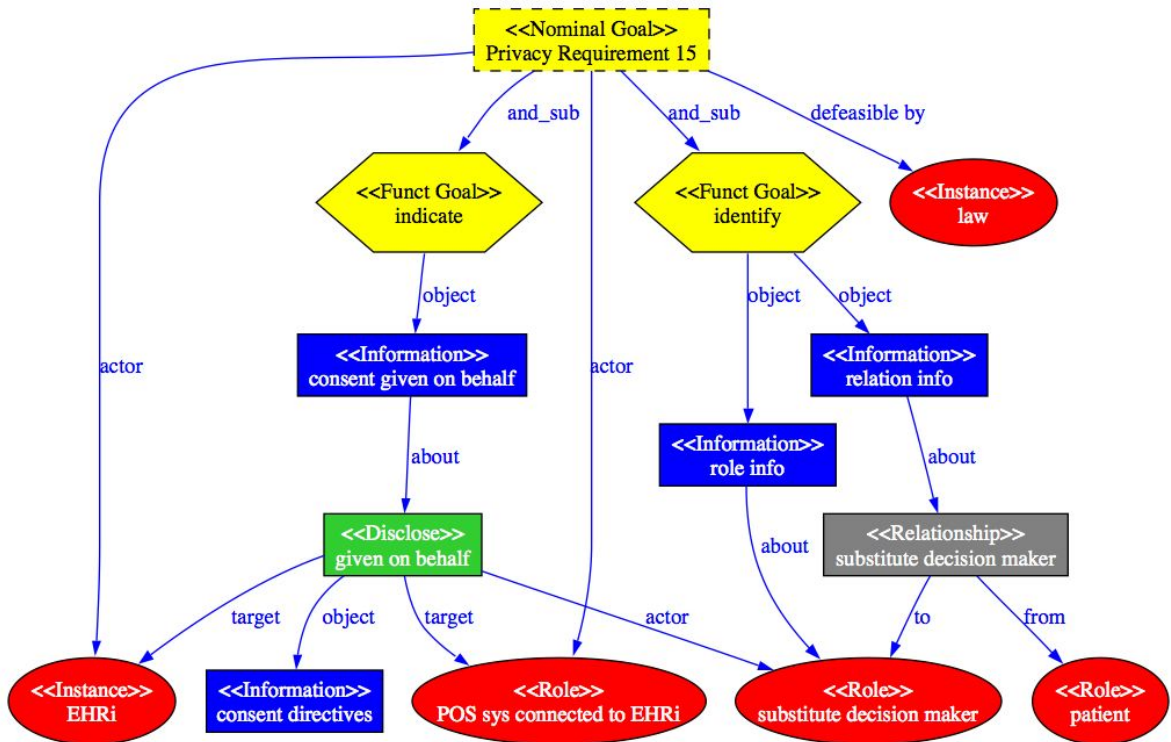 <<Nominal Goal>>
Privacy Requirement 15
and_sub
and_sub
defeasible by
<<Funct Goal>>
indicate
<<Funct Goal>>
identify
<<Instance>>
law
object
object
object
actor
<<Information>>
consent given on behalf
actor
<<Information>>
relation info
about
<<Information>>
role info
about
<<Disclose>>
given on behalf
about
<<Relationship>>
substitute decision maker
target
object
target
actor
to
from
<<Instance>>
EHRi
<<Information>>
consent directives
<<Role>>
POS sys connected to EHRi
<<Role>>
substitute decision maker
<<Role>>
patient